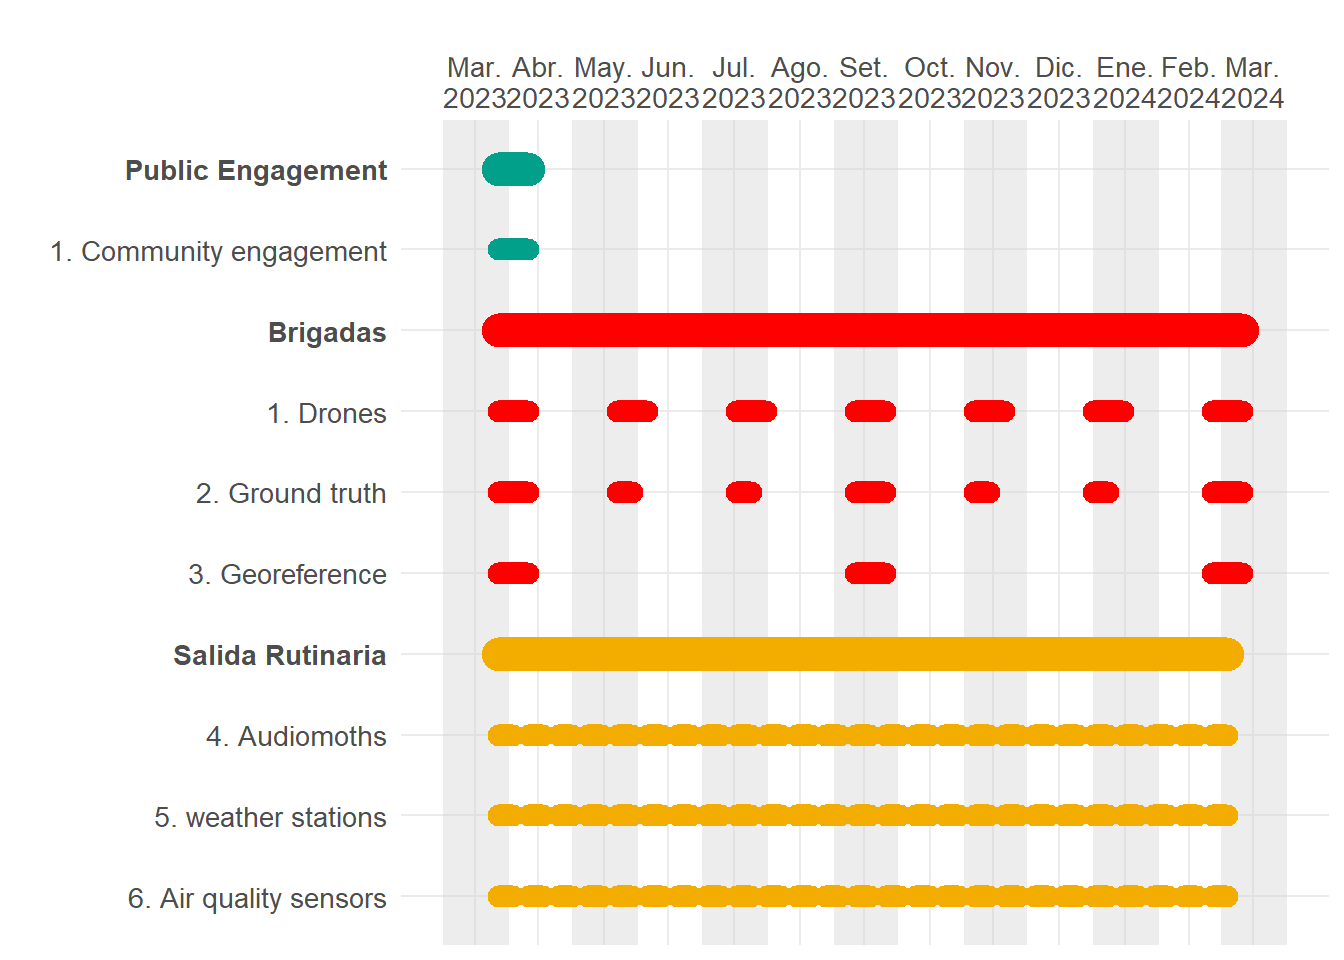 Mar. Abr. May. Jun. Jul. Ago. Set. Oct. Nov. Dic. Ene. Feb. Mar.
2023 2023 2023 2023 2023 2023 2023 2023 2023 2023 2024 2024 2024
Public Engagement
1. Community engagement
Brigadas
1. Drones
2. Ground truth
3. Georeference
Salida Rutinaria
4. Audiomoths
5. weather stations
6. Air quality sensors